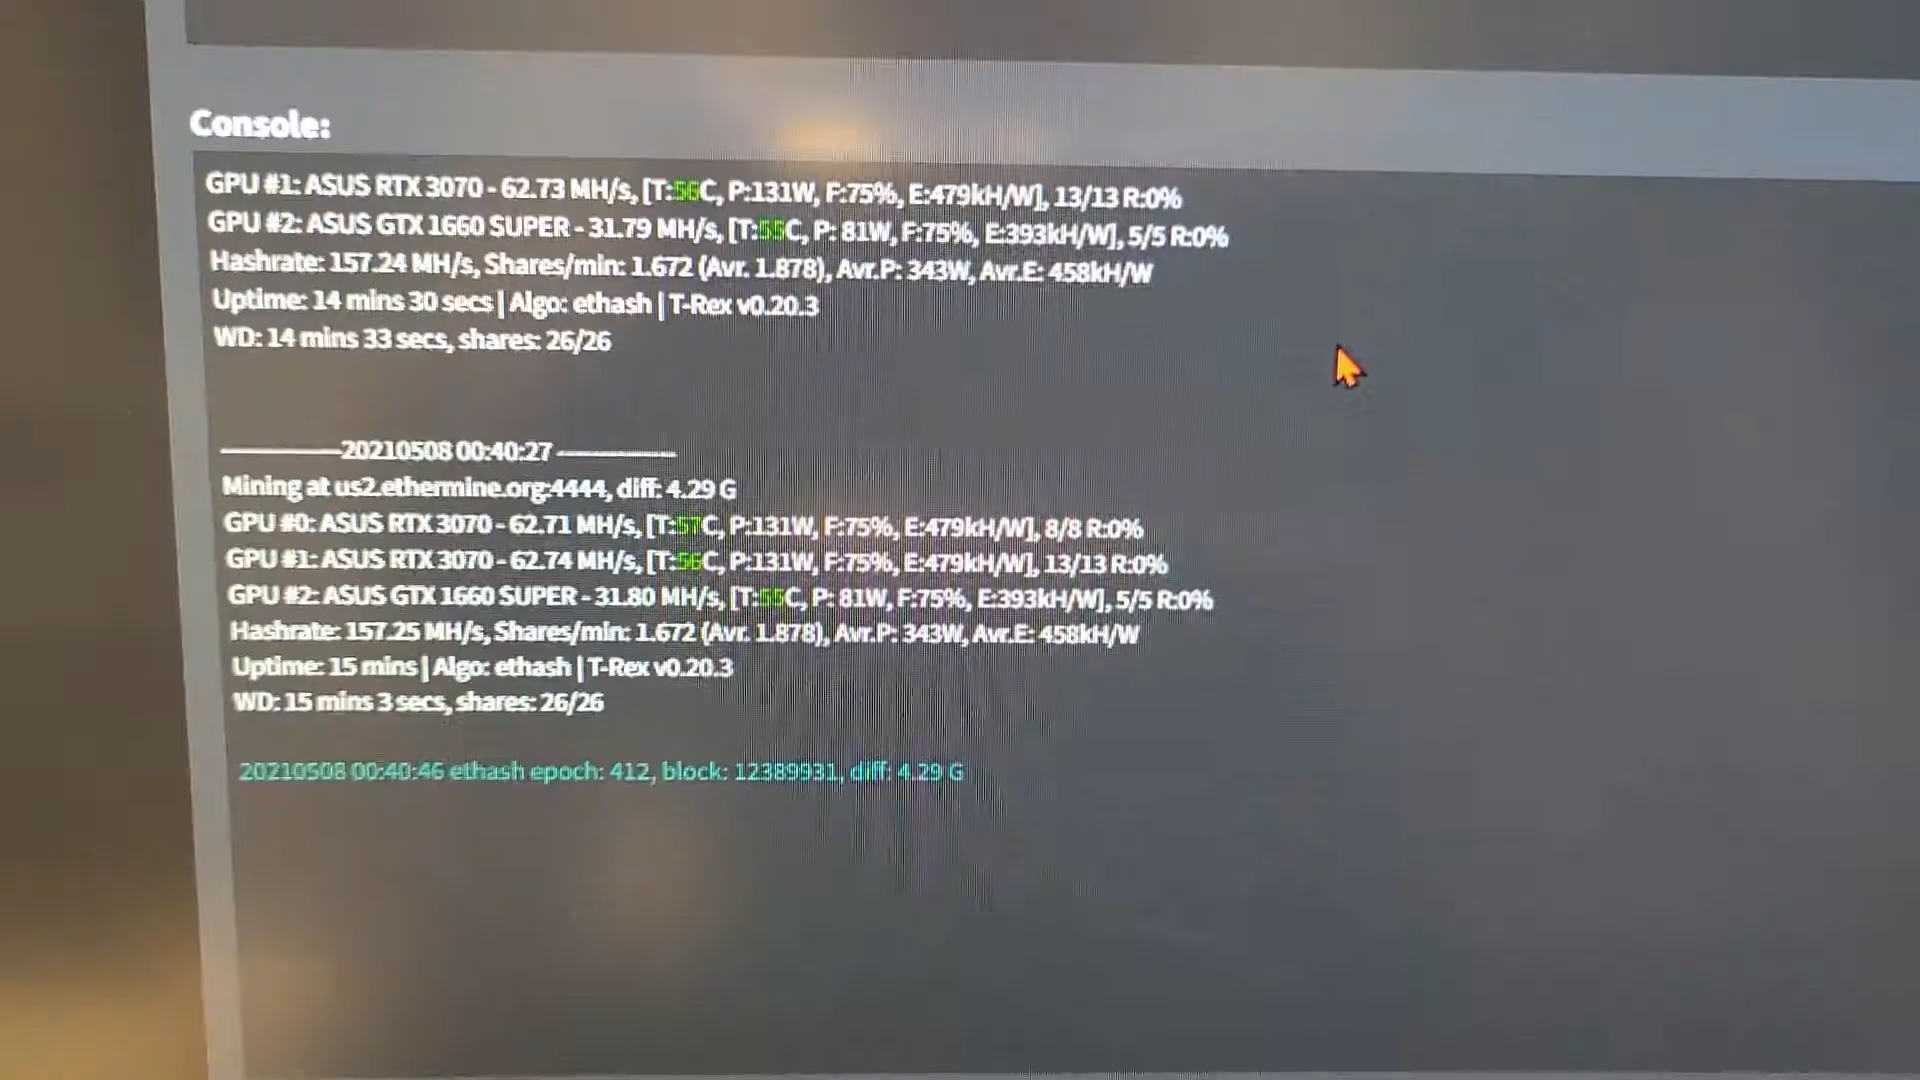 Console:
GPU #1: ASUS RTX 3070 - 62.73 MH/s, [T:56C, P:131W, F:75%, E:479kH/W], 13/13 R:0%
GPU #2: ASUS GTX 1660 SUPER - 31.79 MH/s, [T:55C, P: 81W, F:75%, E:393kH/W], 5/5 R:0%
Hashrate: 157.24 MH/s, Shares/min: 1.672 (Avr. 1.878), Avr.P: 343W, Avr.E: 458kH/W
Uptime: 14 mins 30 secs | Algo: ethash | T-Rex v0.20.3
WD: 14 mins 33 secs, shares: 26/26
---------------20210508 00:40:27 ---------------
Mining at us2.ethermine.org:4444, diff: 4.29 G
GPU #0: ASUS RTX 3070 - 62.71 MH/s, [T:57C, P:131W, F:75%, E:479kH/W], 8/8 R:0%
GPU #1: ASUS RTX 3070 - 62.74 MH/s, [T:56C, P:131W, F:75%, E:479kH/W], 13/13 R:0%
GPU #2: ASUS GTX 1660 SUPER - 31.80 MH/s, [T:55C, P: 81W, F:75%, E:393kH/W], 5/5 R:0%
Hashrate: 157.25 MH/s, Shares/min: 1.672 (Avr. 1.878), Avr.P: 343W, Avr.E: 458kH/W
Uptime: 15 mins | Algo: ethash | T-Rex v0.20.3
WD: 15 mins 3 secs, shares: 26/26
20210508 00:40:46 ethash epoch: 412, block: 12389931, diff: 4.29 G